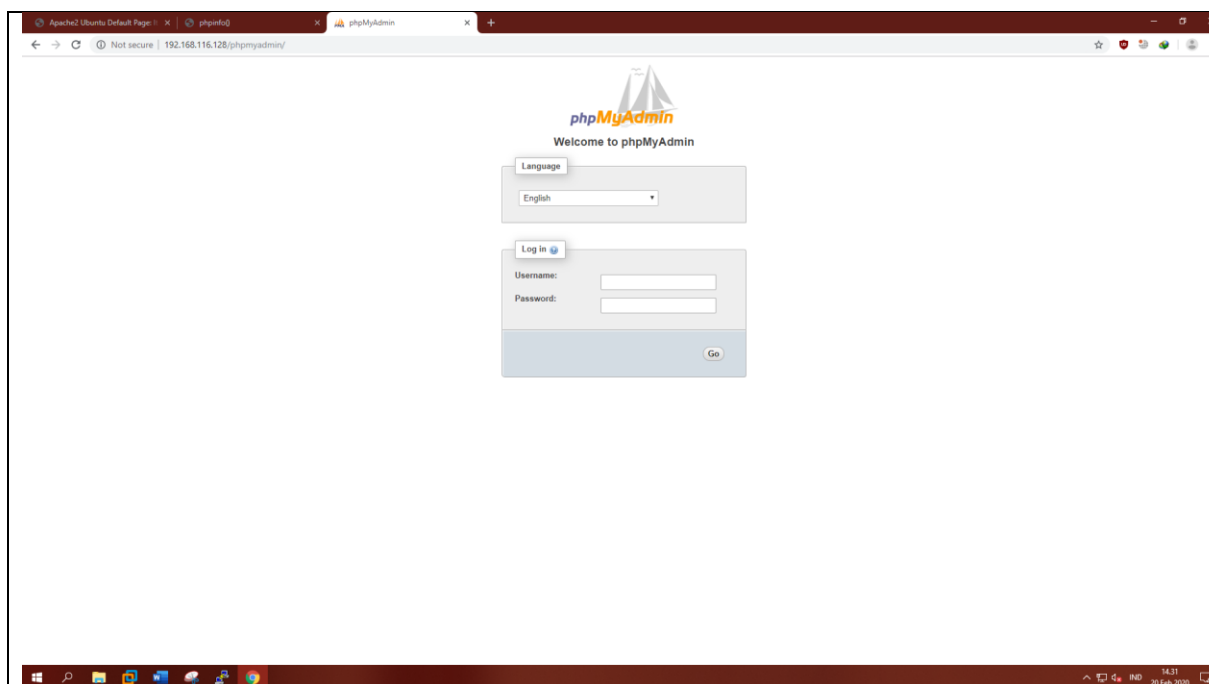 Apache2 Ubuntu Default Page: It
phpinfo()
phpMyAdmin
Not secure | 192.168.116.128/phpmyadmin/
phpMyAdmin
Welcome to phpMyAdmin
Language
English
Log in
Username:
Password:
Go
IND
14.31
20 Feb 2020